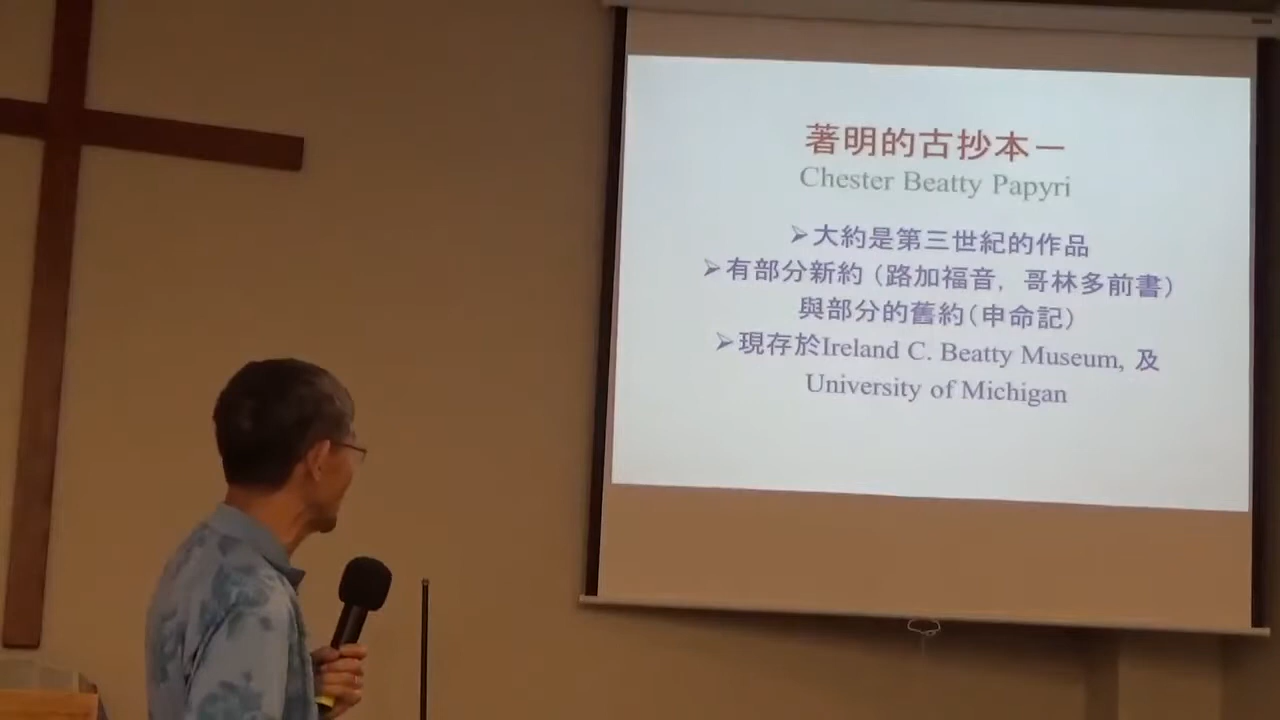 著明的古抄本一
Chester Beatty Papyri
➢大約是第三世紀的作品
➢有部分新約（路加福音，哥林多前書）
與部分的舊約（申命記）
➢現存於Ireland C. Beatty Museum, 及
University of Michigan